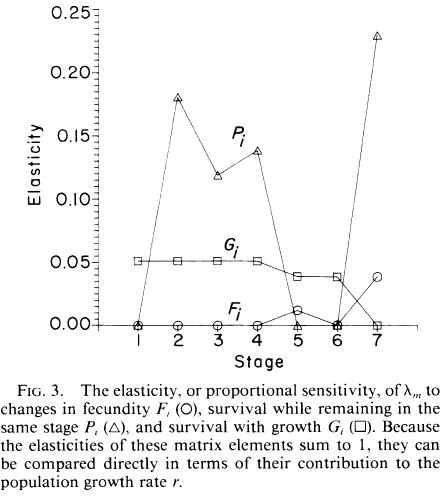 0.25
0.20
0.15
0.10
0.05
0.00
Elasticity
P_i
G_i
F_i
1 2 3 4 5 6 7
Stage
FIG. 3. The elasticity, or proportional sensitivity, of λ_m to
changes in fecundity F_i (○), survival while remaining in the
same stage P_i (△), and survival with growth G_i (□). Because
the elasticities of these matrix elements sum to 1, they can
be compared directly in terms of their contribution to the
population growth rate r.